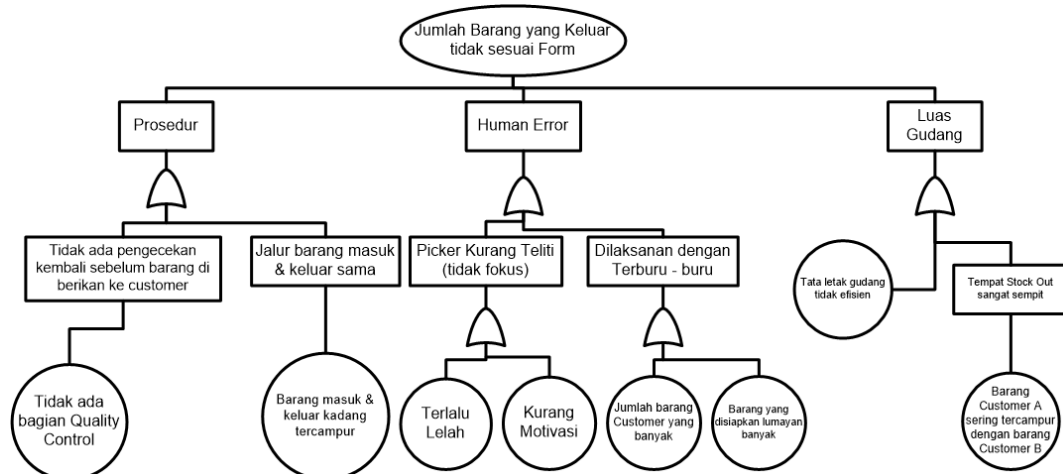 Jumlah Barang yang Keluar
tidak sesuai Form
Prosedur
Human Error
Luas
Gudang
Tidak ada pengecekan
kembali sebelum barang di
berikan ke customer
Jalur barang masuk
& keluar sama
Picker Kurang Teliti
(tidak fokus)
Dilaksanan dengan
Terburu - buru
Tata letak gudang
tidak efisien
Tempat Stock Out
sangat sempit
Tidak ada
bagian Quality
Control
Barang masuk &
keluar kadang
tercampur
Terlalu
Lelah
Kurang
Motivasi
Jumlah barang
Customer yang
banyak
Barang yang
disiapkan lumayan
banyak
Barang
Customer A
sering tercampur
dengan barang
Customer B